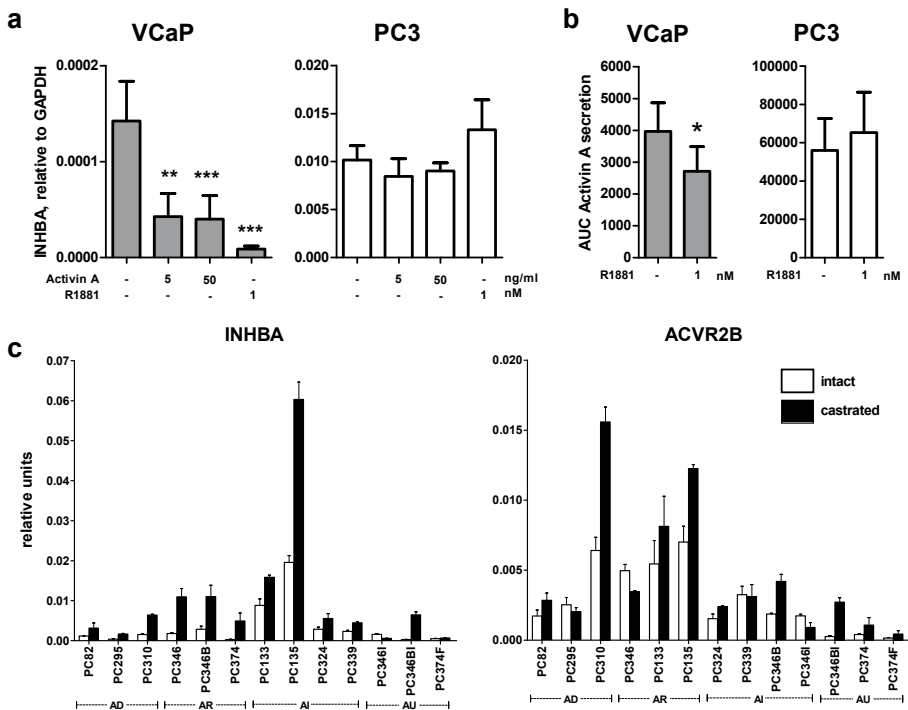 a
VCaP
PC3
INHBA, relative to GAPDH
0.0002
0.0001
0.0000
** *** ***
0.020
0.015
0.010
0.005
0.000
Activin A - 5 50 - - 5 50 - ng/ml
R1881 - - - 1 - - - 1 nM
b
VCaP
PC3
AUC Activin A secretion
6000
5000
4000
3000
2000
1000
0
*
100000
80000
60000
40000
20000
0
R1881 - 1 nM R1881 - 1 nM
c
INHBA
relative units
0.07
0.06
0.05
0.04
0.03
0.02
0.01
0.00
PC82 PC295 PC310 PC346 PC346B PC374 PC133 PC135 PC324 PC339 PC346I PC346BI PC374F
AD AR AI AU
ACVR2B
0.020
0.015
0.010
0.005
0.000
intact
castrated
PC82 PC295 PC310 PC346 PC133 PC135 PC324 PC339 PC346B PC346I PC346BI PC374 PC374F
AD AR AI AU